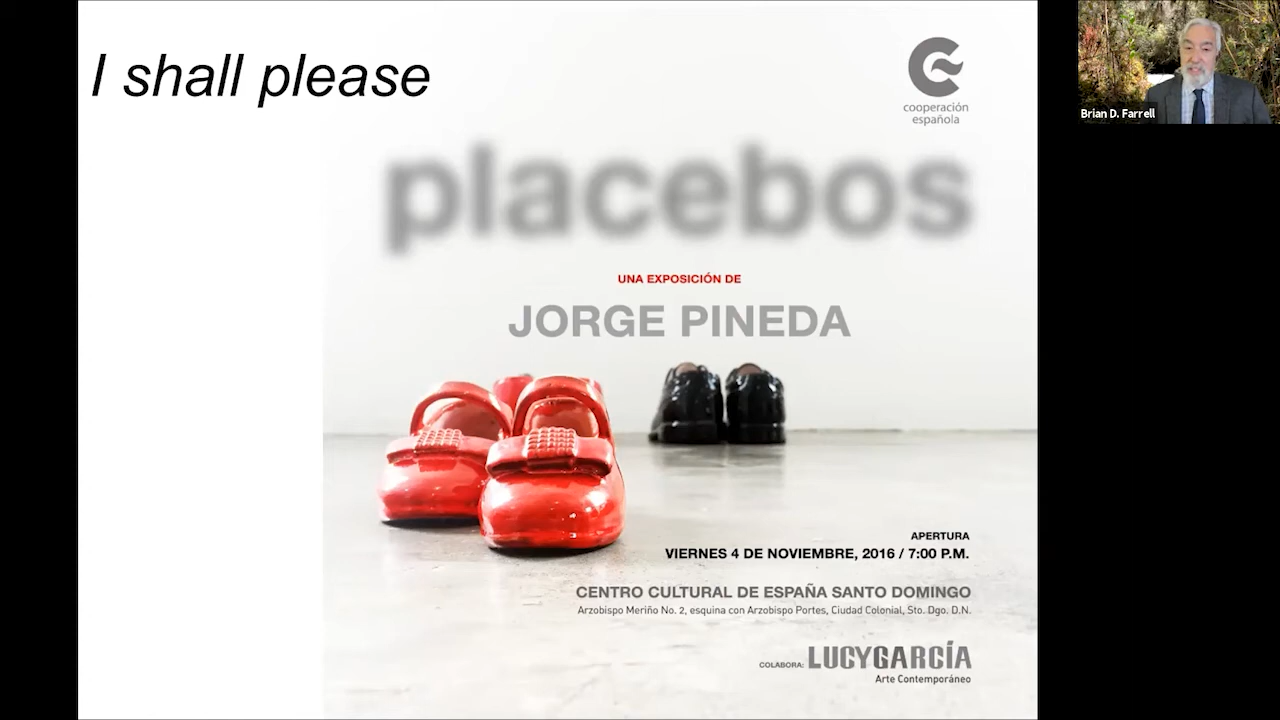 I shall please
cooperación
española
placebos
UNA EXPOSICIÓN DE
JORGE PINEDA
APERTURA
VIERNES 4 DE NOVIEMBRE, 2016 / 7:00 P.M.
CENTRO CULTURAL DE ESPAÑA SANTO DOMINGO
Arzobispo Meriño No. 2, esquina con Arzobispo Portes, Ciudad Colonial, Sto. Dgo. D.N.
COLABORA: LUCYGARCÍA
Arte Contemporáneo
Brian D. Farrell